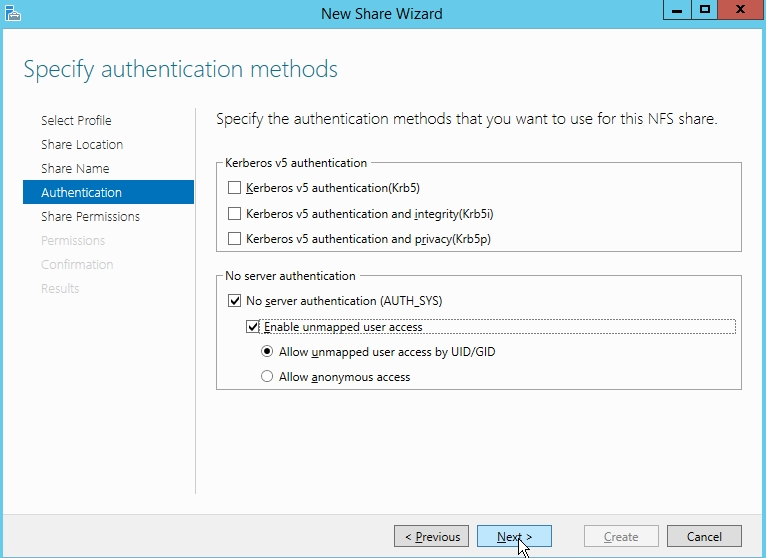 New Share Wizard
Specify authentication methods
Select Profile
Share Location
Share Name
Authentication
Share Permissions
Permissions
Confirmation
Results
Specify the authentication methods that you want to use for this NFS share.
Kerberos v5 authentication
Kerberos v5 authentication(Krb5)
Kerberos v5 authentication and integrity(Krb5i)
Kerberos v5 authentication and privacy(Krb5p)
No server authentication
No server authentication (AUTH_SYS)
Enable unmapped user access
Allow unmapped user access by UID/GID
Allow anonymous access
< Previous
Next >
Create
Cancel